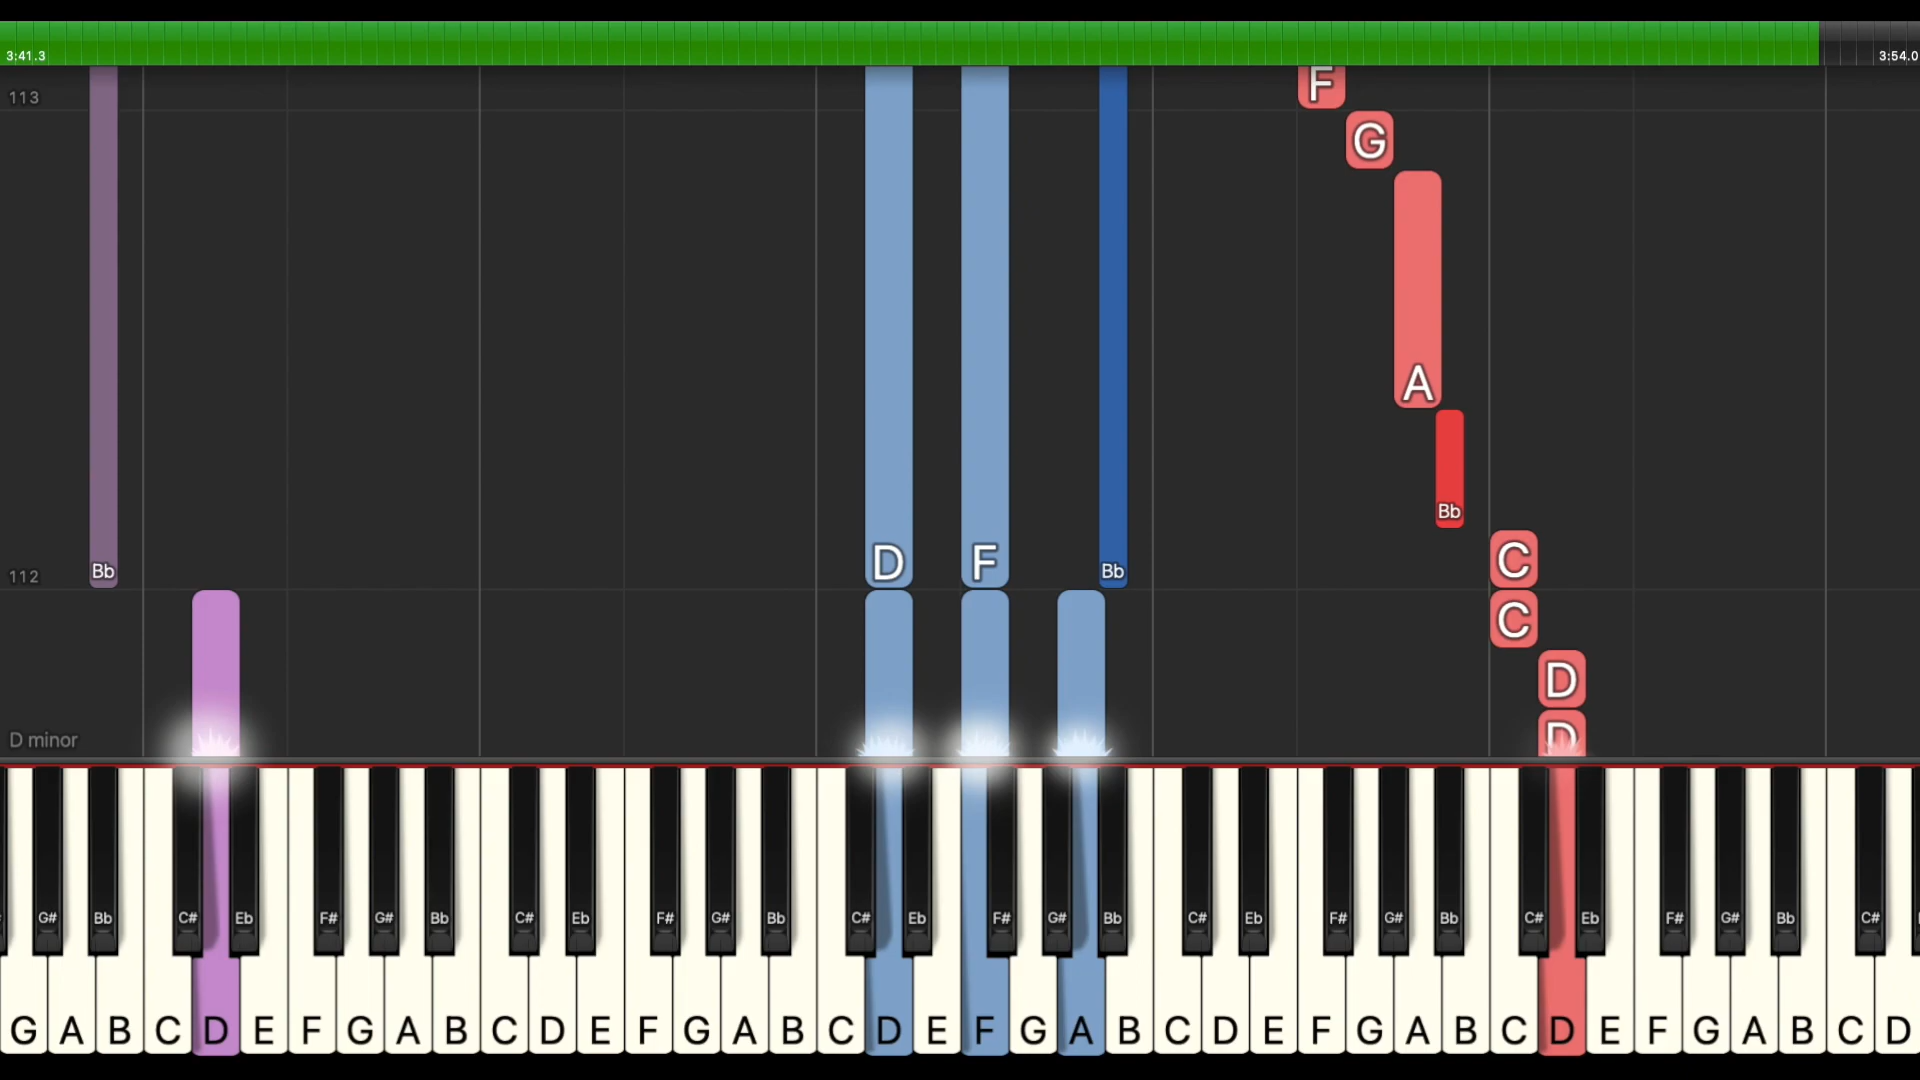 3:41.3 3:54.0
F
113
G
A
Bb
D F C
Bb Bb
112
C
D
D
D minor
G# Bb C# Eb F# G# Bb C# Eb F# G# Bb C# Eb F# G# Bb C# Eb F# G# Bb C# Eb F# G# Bb C#
G A B C D E F G A B C D E F G A B C D E F G A B C D E F G A B C D E F G A B C D